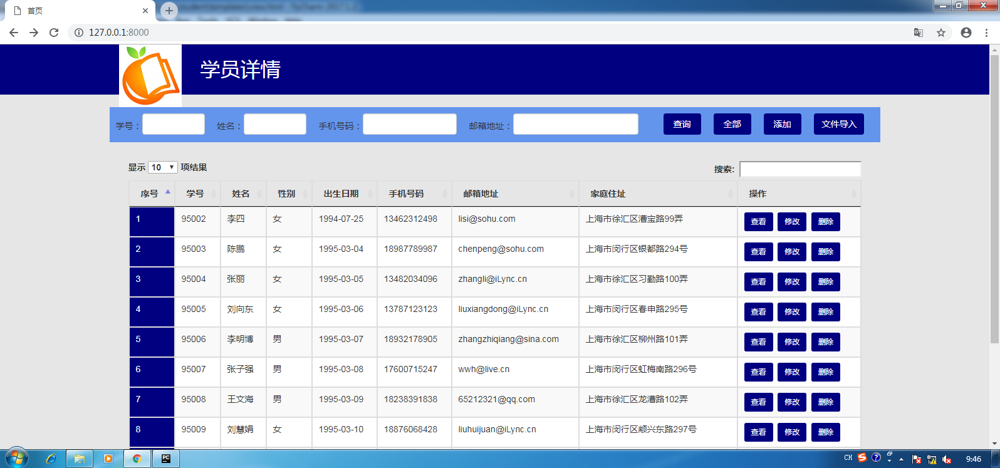 首页
127.0.0.1:8000
学员详情
学号： 姓名： 手机号码： 邮箱地址： 查询 全部 添加 文件导入
显示 10 项结果 搜索:
序号 学号 姓名 性别 出生日期 手机号码 邮箱地址 家庭住址 操作
1 95002 李四 女 1994-07-25 13462312498 lisi@sohu.com 上海市徐汇区漕宝路99弄 查看 修改 删除
2 95003 陈鹏 女 1995-03-04 18987789987 chenpeng@sohu.com 上海市闵行区银都路294号 查看 修改 删除
3 95004 张丽 女 1995-03-05 13482034096 zhangli@iLync.cn 上海市徐汇区习勤路100弄 查看 修改 删除
4 95005 刘向东 女 1995-03-06 13787123123 liuxiangdong@iLync.cn 上海市闵行区春申路295号 查看 修改 删除
5 95006 李明博 男 1995-03-07 18932178905 zhangzhiqiang@sina.com 上海市徐汇区柳州路101弄 查看 修改 删除
6 95007 张子强 男 1995-03-08 17600715247 wwh@live.cn 上海市闵行区虹梅南路296号 查看 修改 删除
7 95008 王文海 男 1995-03-09 18238391838 65212321@qq.com 上海市徐汇区龙漕路102弄 查看 修改 删除
8 95009 刘慧娟 女 1995-03-10 18876068428 liuhuijuan@iLync.cn 上海市闵行区颛兴东路297号 查看 修改 删除
PC CH 9:46